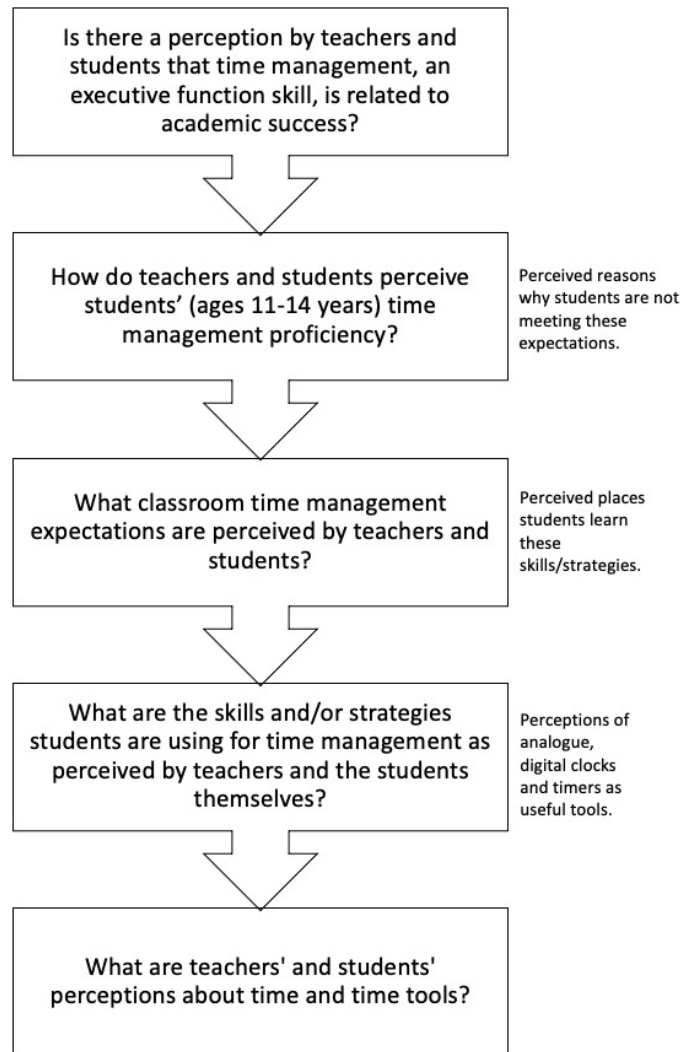 Is there a perception by teachers and
students that time management, an
executive function skill, is related to
academic success?
How do teachers and students perceive
students’ (ages 11-14 years) time
management proficiency?
Perceived reasons
why students are not
meeting these
expectations.
What classroom time management
expectations are perceived by teachers and
students?
Perceived places
students learn
these
skills/strategies.
What are the skills and/or strategies
students are using for time management as
perceived by teachers and the students
themselves?
Perceptions of
analogue,
digital clocks
and timers as
useful tools.
What are teachers' and students'
perceptions about time and time tools?